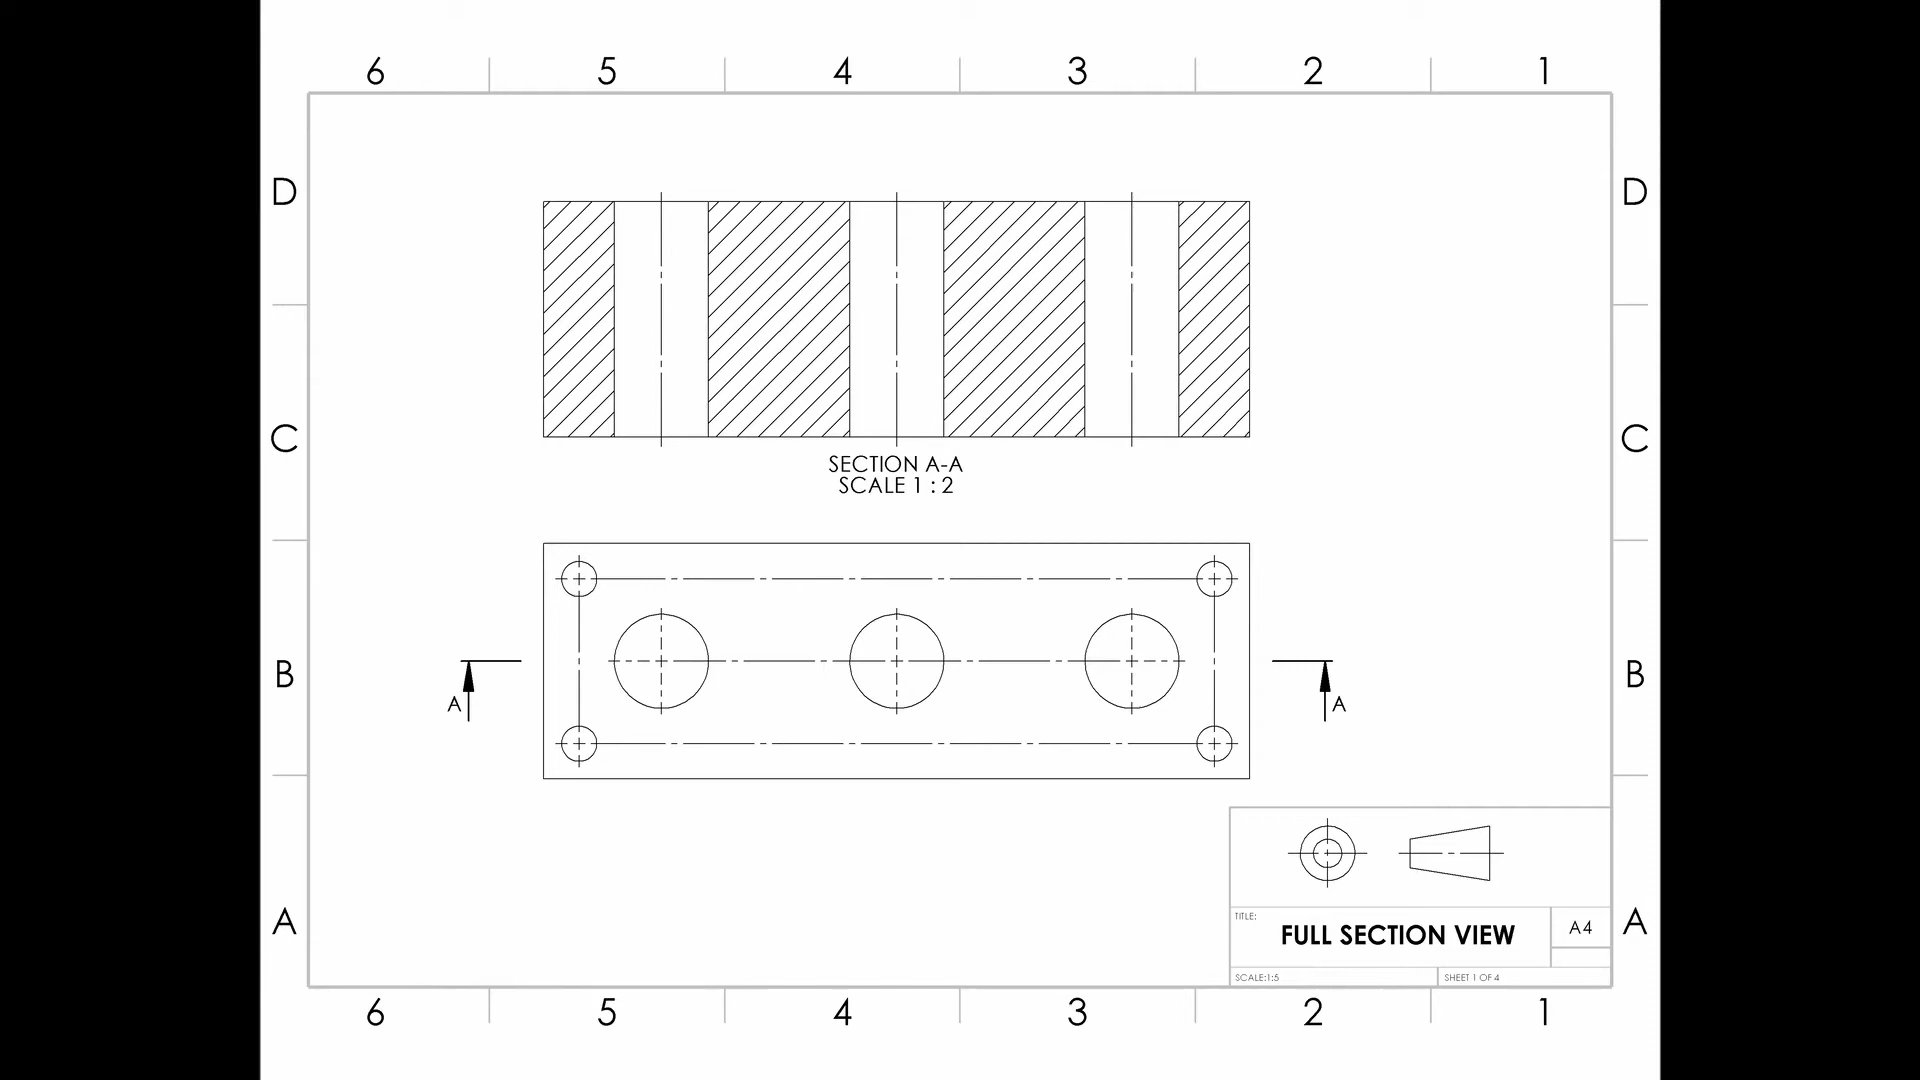 6 5 4 3 2 1
D D
SECTION A-A
SCALE 1 : 2
C C
B B
A A
TITLE:
FULL SECTION VIEW
A4
A A
SCALE:1:5
SHEET 1 OF 4
6 5 4 3 2 1